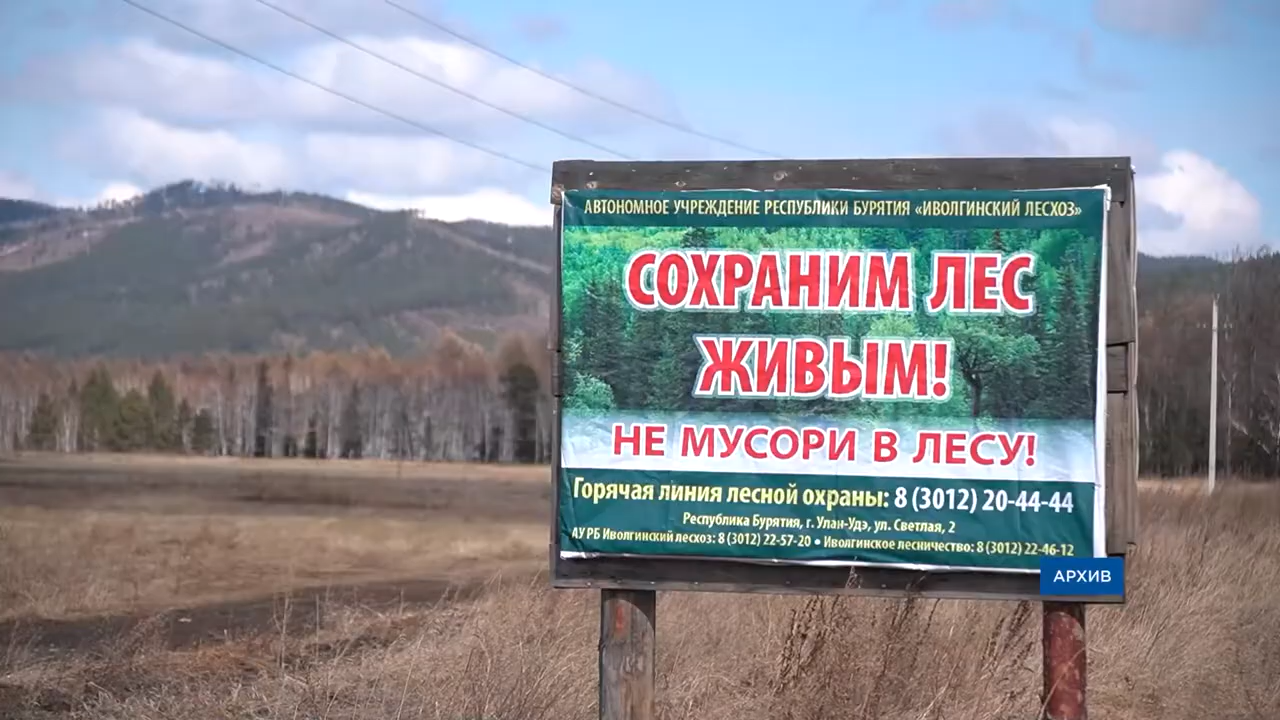 АВТОНОМНОЕ УЧРЕЖДЕНИЕ РЕСПУБЛИКИ БУРЯТИЯ «ИВОЛГИНСКИЙ ЛЕСХОЗ»
СОХРАНИМ ЛЕС
ЖИВЫМ!
НЕ МУСОРИ В ЛЕСУ!
Горячая линия лесной охраны: 8 (3012) 20-44-44
Республика Бурятия, г. Улан-Удэ, ул. Светлая, 2
АУ РБ Иволгинский лесхоз: 8 (3012) 22-57-20 • Иволгинское лесничество: 8 (3012) 22-46-12
АРХИВ